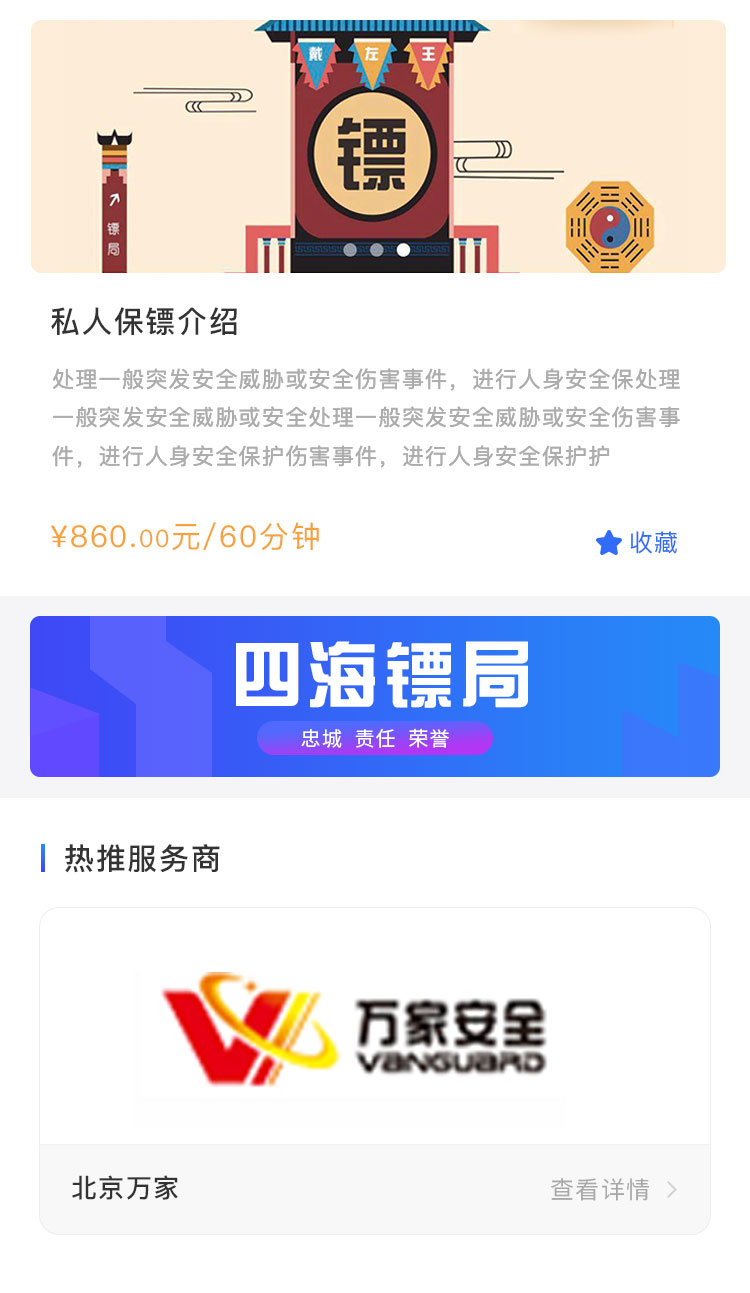 戴 左 王
镖
镖局
私人保镖介绍
处理一般突发安全威胁或安全伤害事件，进行人身安全保处理
一般突发安全威胁或安全处理一般突发安全威胁或安全伤害事
件，进行人身安全保护伤害事件，进行人身安全保护护
¥860.00元/60分钟
收藏
四海镖局
忠城 责任 荣誉
热推服务商
万家安全
VANGUARD
北京万家
查看详情